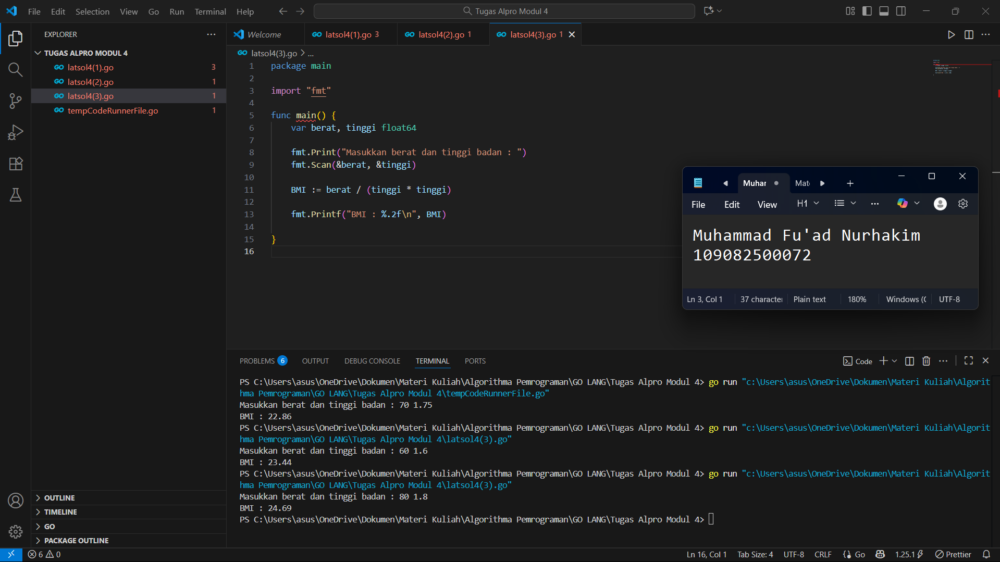 File Edit Selection View Go Run Terminal Help
Tugas Alpro Modul 4
EXPLORER
TUGAS ALPRO MODUL 4
latsol4(1).go 3
latsol4(2).go 1
latsol4(3).go 1
tempCodeRunnerFile.go 1
OUTLINE
TIMELINE
GO
PACKAGE OUTLINE
Welcome
latsol4(1).go 3
latsol4(2).go 1
latsol4(3).go 1
latsol4(3).go > ...
1 package main
2
3 import "fmt"
4
5 func main() {
6 var berat, tinggi float64
7
8 fmt.Print("Masukkan berat dan tinggi badan : ")
9 fmt.Scan(&berat, &tinggi)
10
11 BMI := berat / (tinggi * tinggi)
12
13 fmt.Printf("BMI : %.2f\n", BMI)
14
15 }
16
Muhar
Mat
File Edit View H1
Muhammad Fu'ad Nurhakim
109082500072
Ln 3, Col 1 37 character Plain text 180% Windows (C UTF-8
PROBLEMS 6 OUTPUT DEBUG CONSOLE TERMINAL PORTS
Code
PS C:\Users\asus\OneDrive\Dokumen\Materi Kuliah\Algorithma Pemrograman\GO LANG\Tugas Alpro Modul 4> go run "c:\Users\asus\OneDrive\Dokumen\Materi Kuliah\Algorit
hma Pemrograman\GO LANG\Tugas Alpro Modul 4\tempCodeRunnerFile.go"
Masukkan berat dan tinggi badan : 70 1.75
BMI : 22.86
PS C:\Users\asus\OneDrive\Dokumen\Materi Kuliah\Algorithma Pemrograman\GO LANG\Tugas Alpro Modul 4> go run "c:\Users\asus\OneDrive\Dokumen\Materi Kuliah\Algorit
hma Pemrograman\GO LANG\Tugas Alpro Modul 4\latsol4(3).go"
Masukkan berat dan tinggi badan : 60 1.6
BMI : 23.44
PS C:\Users\asus\OneDrive\Dokumen\Materi Kuliah\Algorithma Pemrograman\GO LANG\Tugas Alpro Modul 4> go run "c:\Users\asus\OneDrive\Dokumen\Materi Kuliah\Algorit
hma Pemrograman\GO LANG\Tugas Alpro Modul 4\latsol4(3).go"
Masukkan berat dan tinggi badan : 80 1.8
BMI : 24.69
PS C:\Users\asus\OneDrive\Dokumen\Materi Kuliah\Algorithma Pemrograman\GO LANG\Tugas Alpro Modul 4>
6 0
Ln 16, Col 1 Tab Size: 4 UTF-8 CRLF Go 1.25.1 Prettier